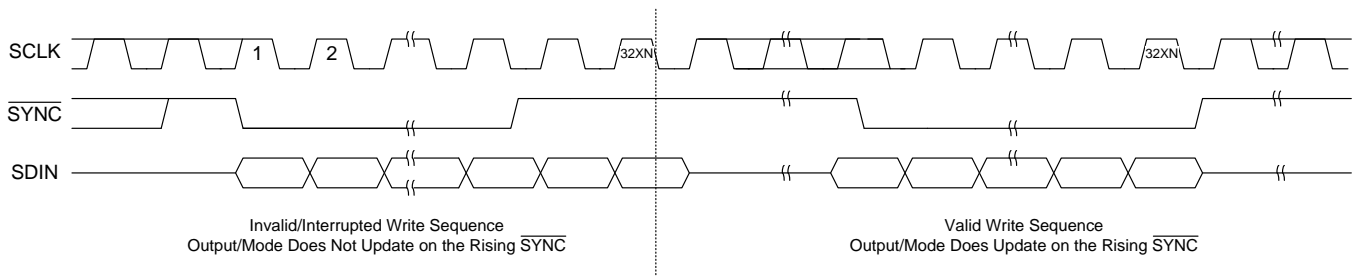 SCLK
1
2
32XN
32XN
SYNC
SDIN
Invalid/Interrupted Write Sequence
Output/Mode Does Not Update on the Rising SYNC
Valid Write Sequence
Output/Mode Does Update on the Rising SYNC